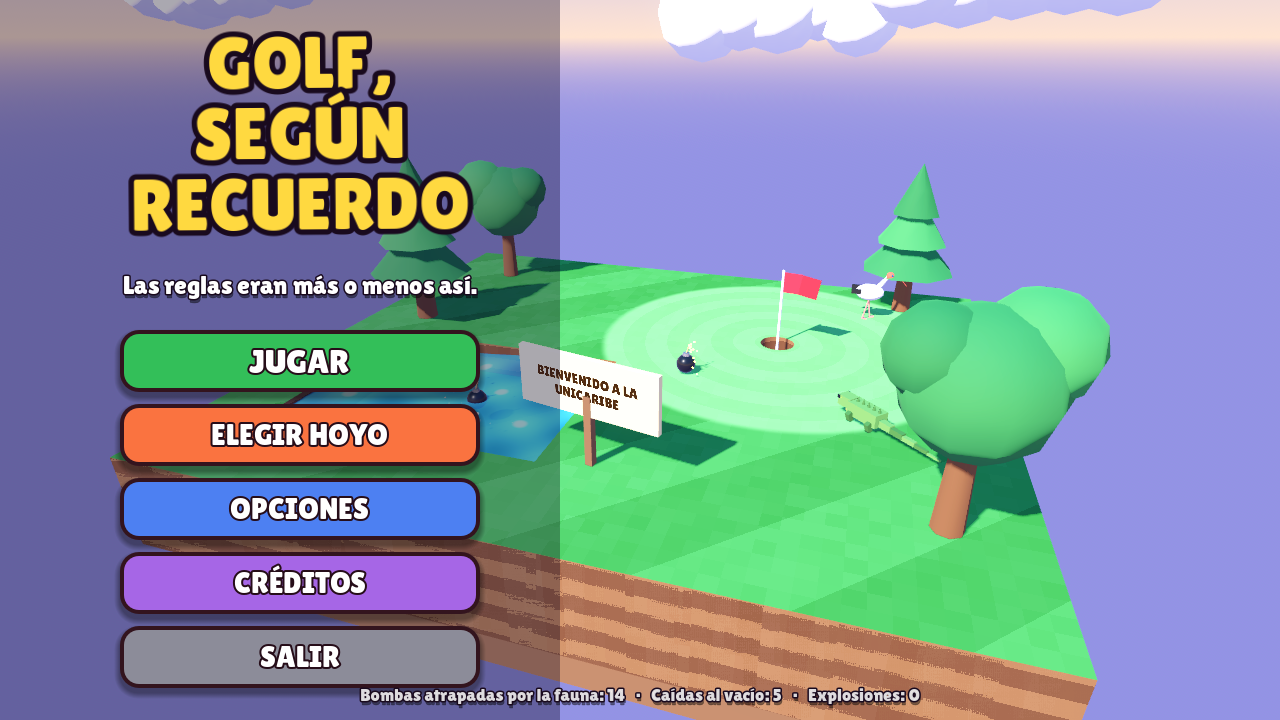 GOLF,
SEGÚN
RECUERDO
Las reglas eran más o menos así.
JUGAR
ELEGIR HOYO
OPCIONES
CRÉDITOS
SALIR
BIENVENIDO A LA
UNICARIBE
Bombas atrapadas por la fauna: 14 · Caídas al vacío: 5 · Explosiones: 0